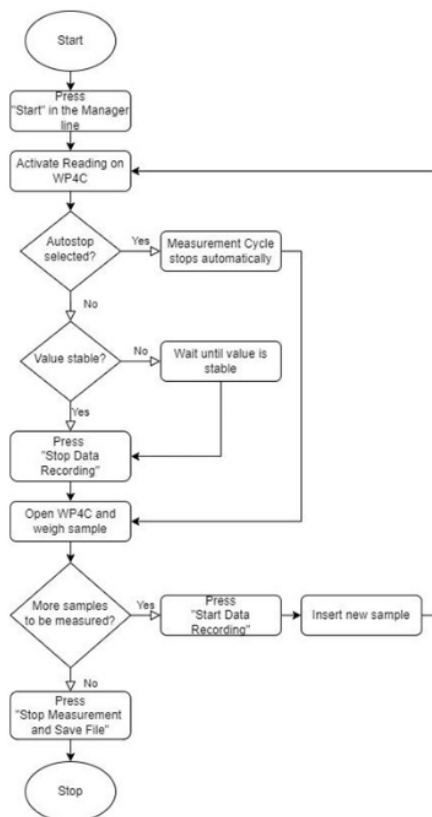 Start
Press
"Start" in the Manager
line
Activate Reading on
WP4C
Autostop
selected?
Yes
Measurement Cycle
stops automatically
No
Value stable?
No
Wait until value is
stable
Yes
Press
"Stop Data
Recording"
Open WP4C and
weigh sample
More samples
to be measured?
Yes
Press
"Start Data
Recording"
Insert new sample
No
Press
"Stop Measurement
and Save File"
Stop